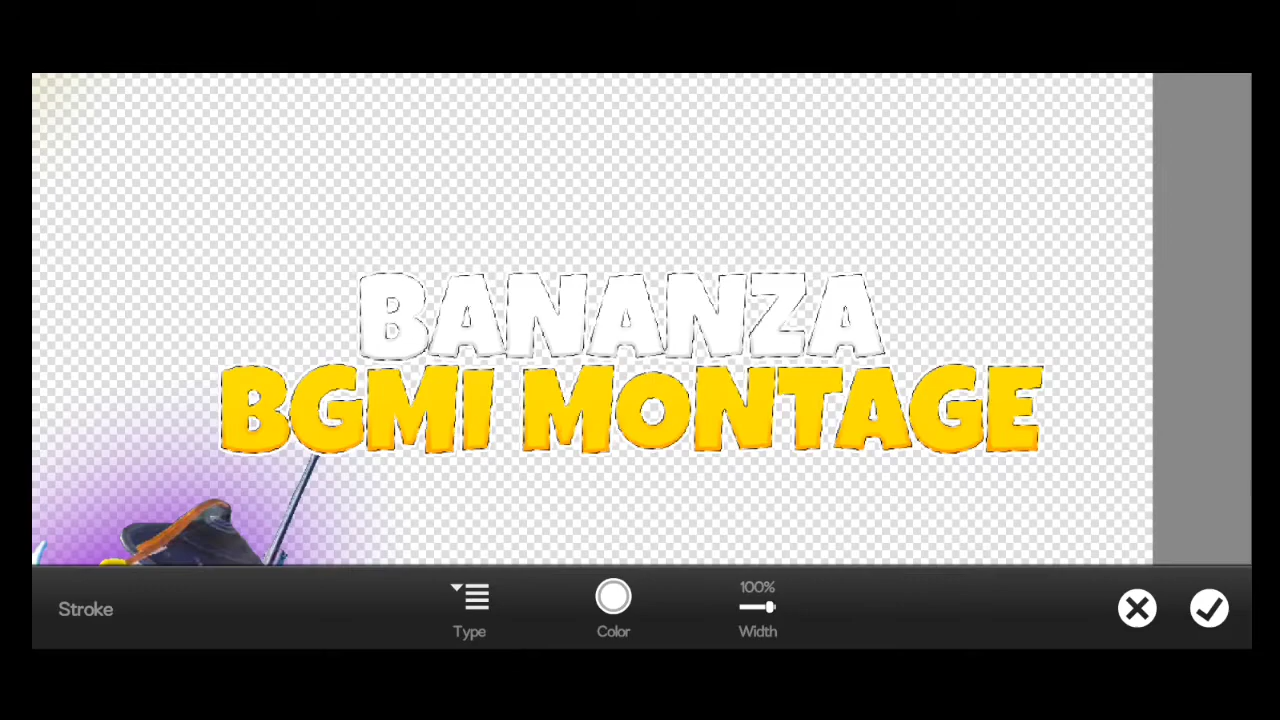 BANANZA
BGMI MONTAGE
Stroke
Type
Color
100%
Width